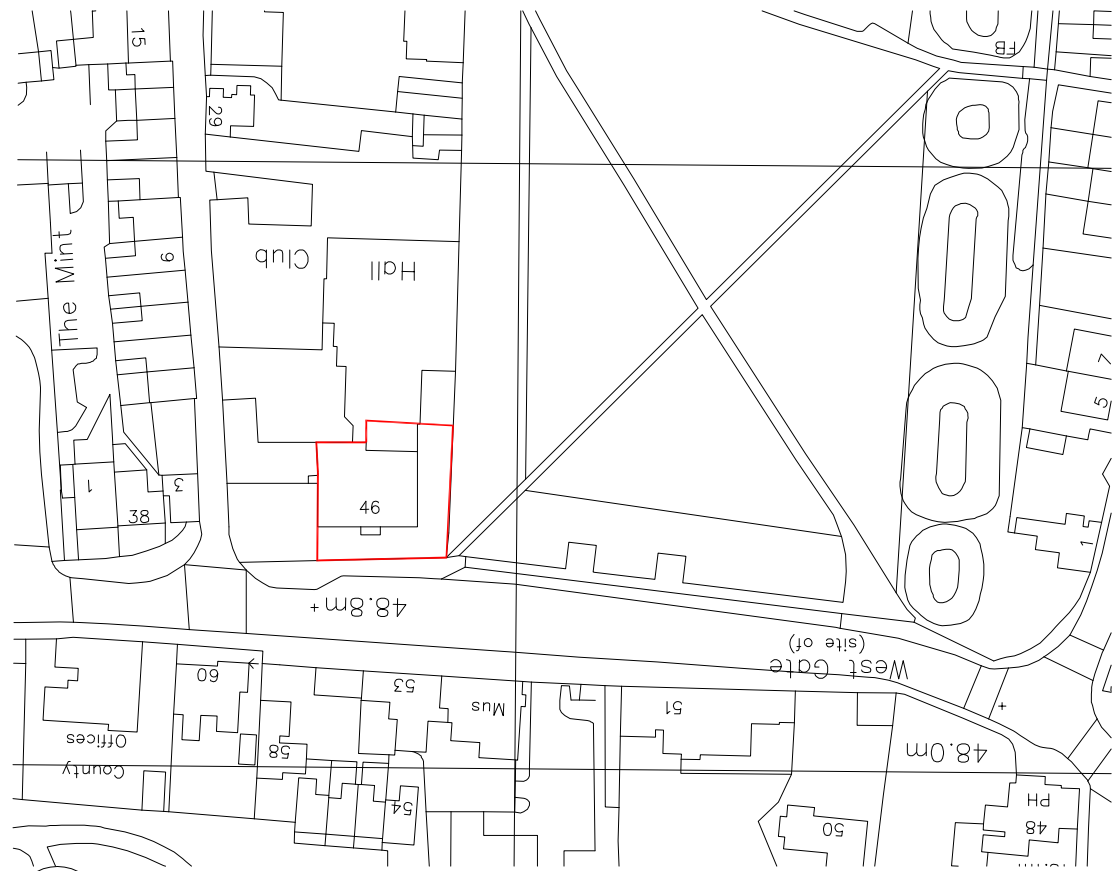 15
FB
29
The Mint
9
Club
Hall
7
5
1
3
38
46
1
48.8m
West Gate
(site of)
60
53
Mus
51
County
Offices
58
48.0m
54
50
PH
48